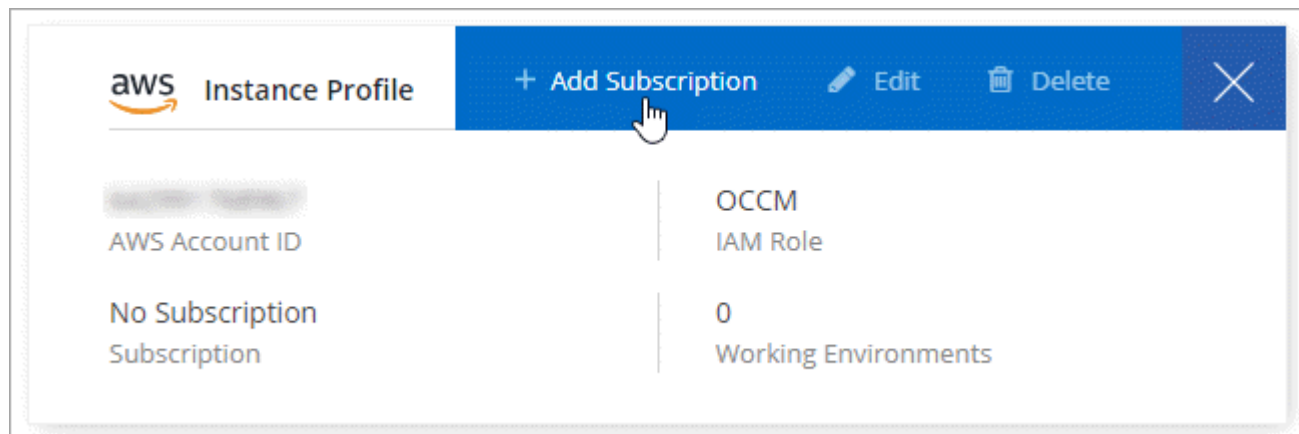 aws Instance Profile + Add Subscription Edit Delete
OCCM
AWS Account ID IAM Role
No Subscription 0
Subscription Working Environments